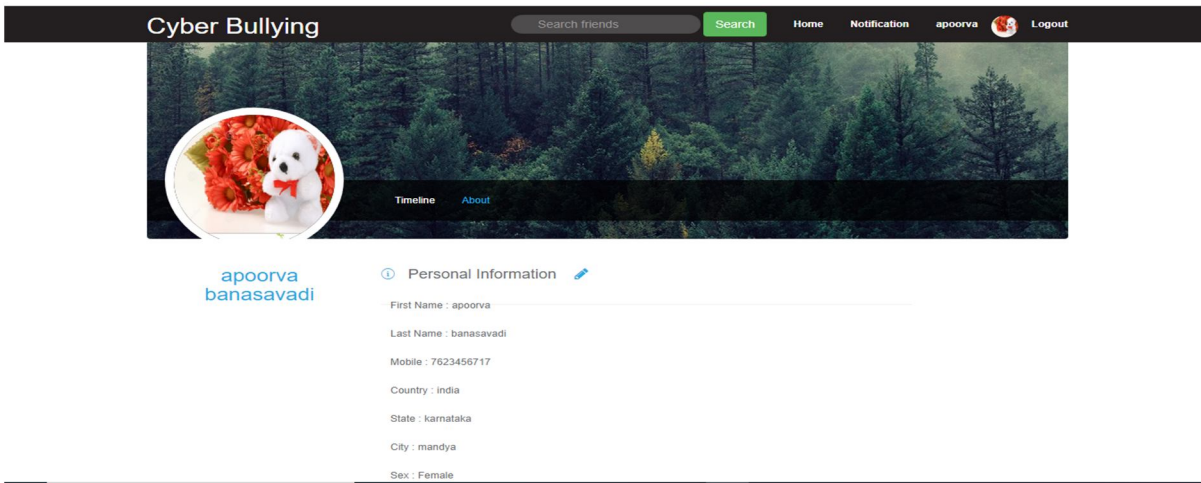 Cyber Bullying
Search friends
Search
Home
Notification
apoorva
Logout
Timeline
About
apoorva
banasavadi
Personal Information
First Name : apoorva
Last Name : banasavadi
Mobile : 7623456717
Country : india
State : karnataka
City : mandya
Sex : Female